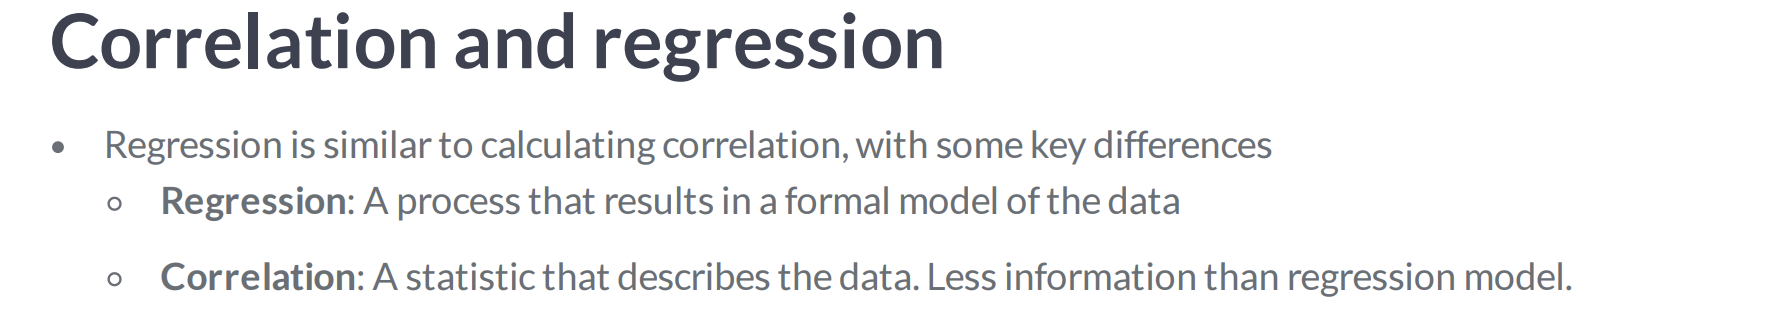 Correlation and regression
• Regression is similar to calculating correlation, with some key differences
○ Regression: A process that results in a formal model of the data
○ Correlation: A statistic that describes the data. Less information than regression model.